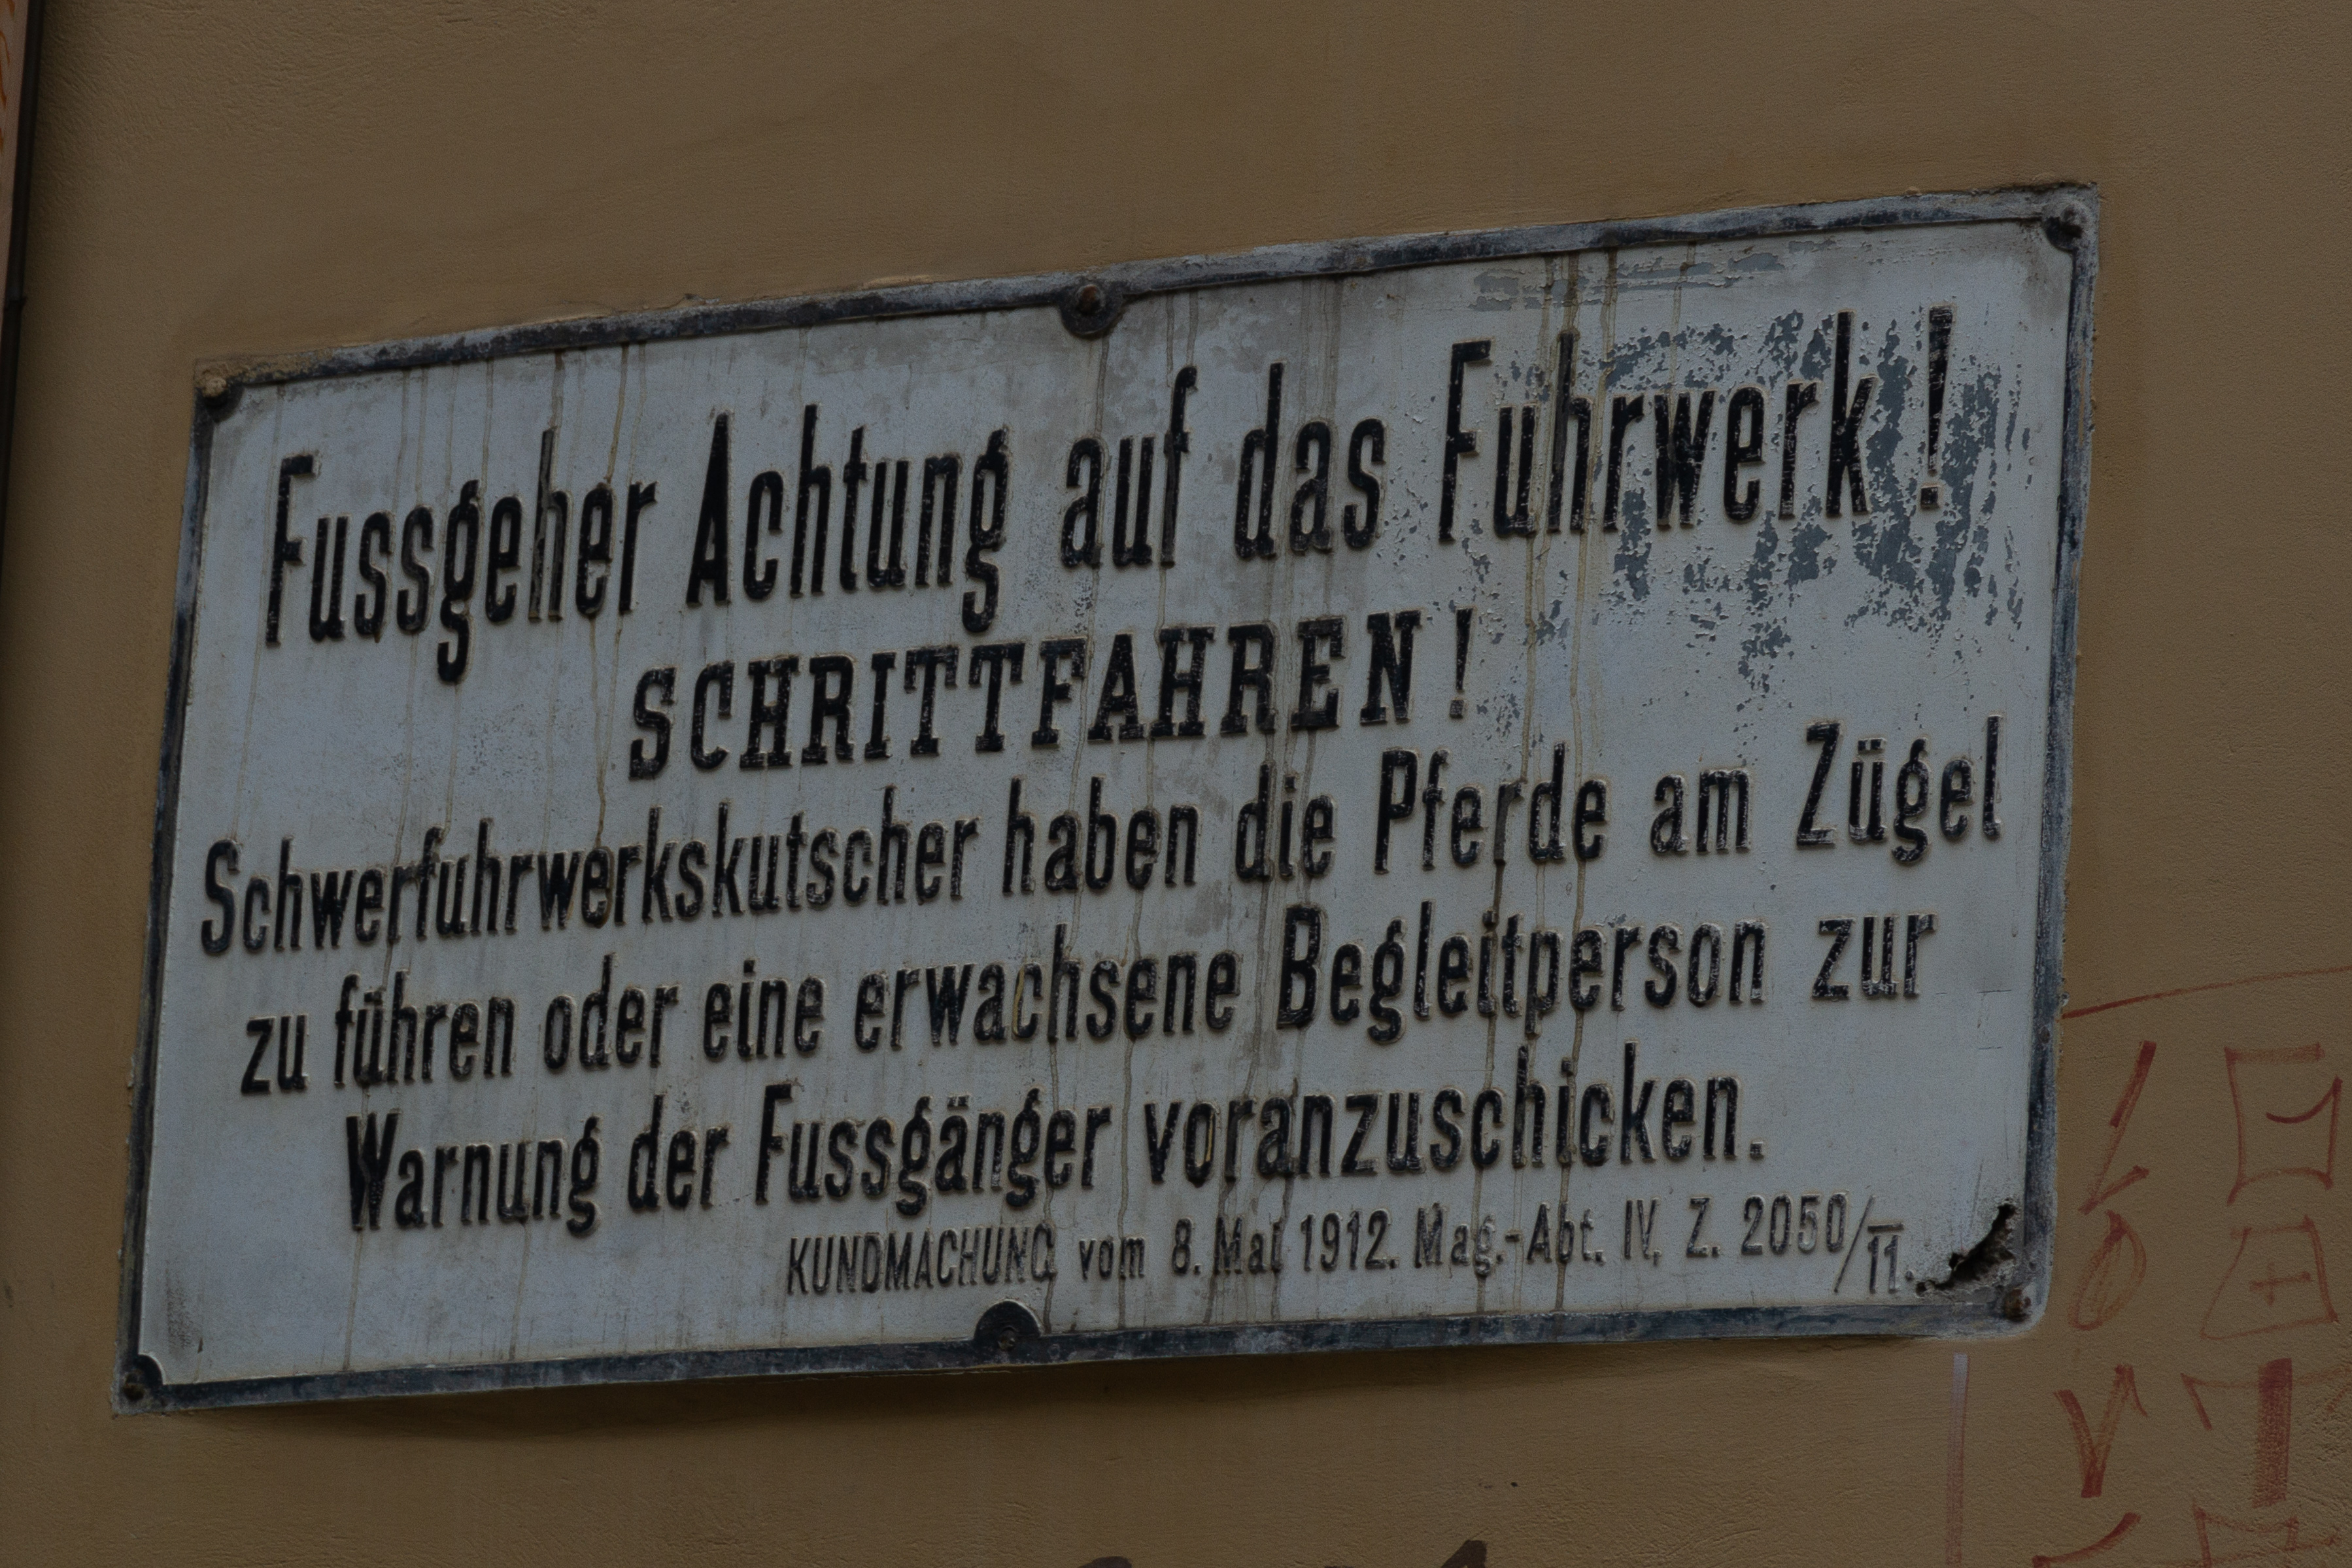 Fussgeher Achtung auf das Fuhrwerk!
SCHRITTFAHREN!
Schwerfuhrwerkskutscher haben die Pferde am Zügel
zu führen oder eine erwachsene Begleitperson zur
Warnung der Fussgänger voranzuschicken.
KUNDMACHUNG vom 8. Mai 1912. Mag.-Abt. IV, Z. 2050/11.